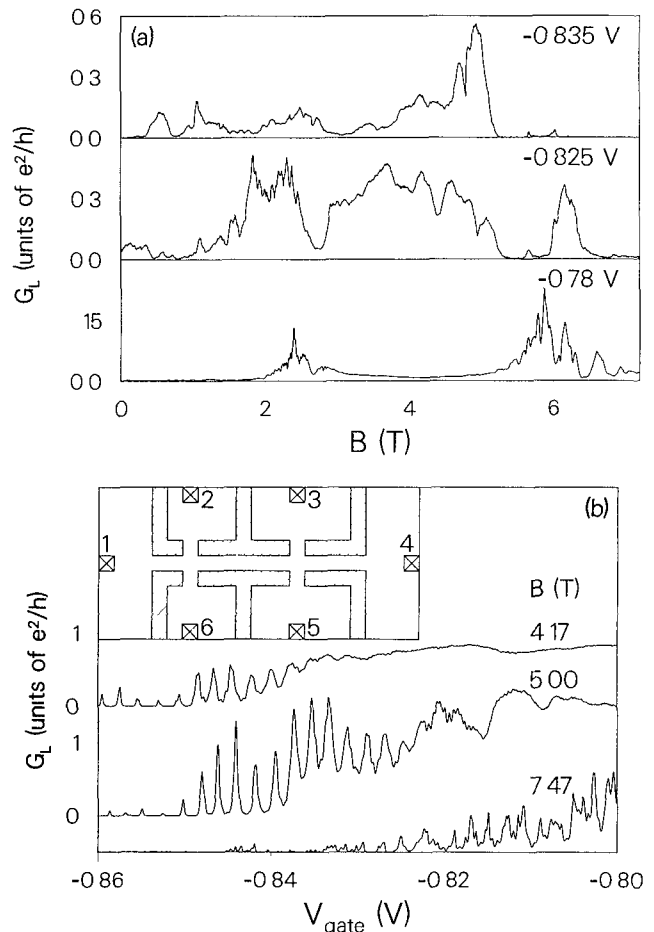 (a)
0 6
-0 835 V
0 3
0 0
-0 825 V
0 3
0 0
-0 78 V
15
0 0
G_L (units of e²/h)
0 2 4 6
B (T)
(b)
2 3
1 4
6 5
B (T)
1
4 17
0
5 00
1
7 47
0
G_L (units of e²/h)
-0 86 -0 84 -0 82 -0 80
V_gate (V)